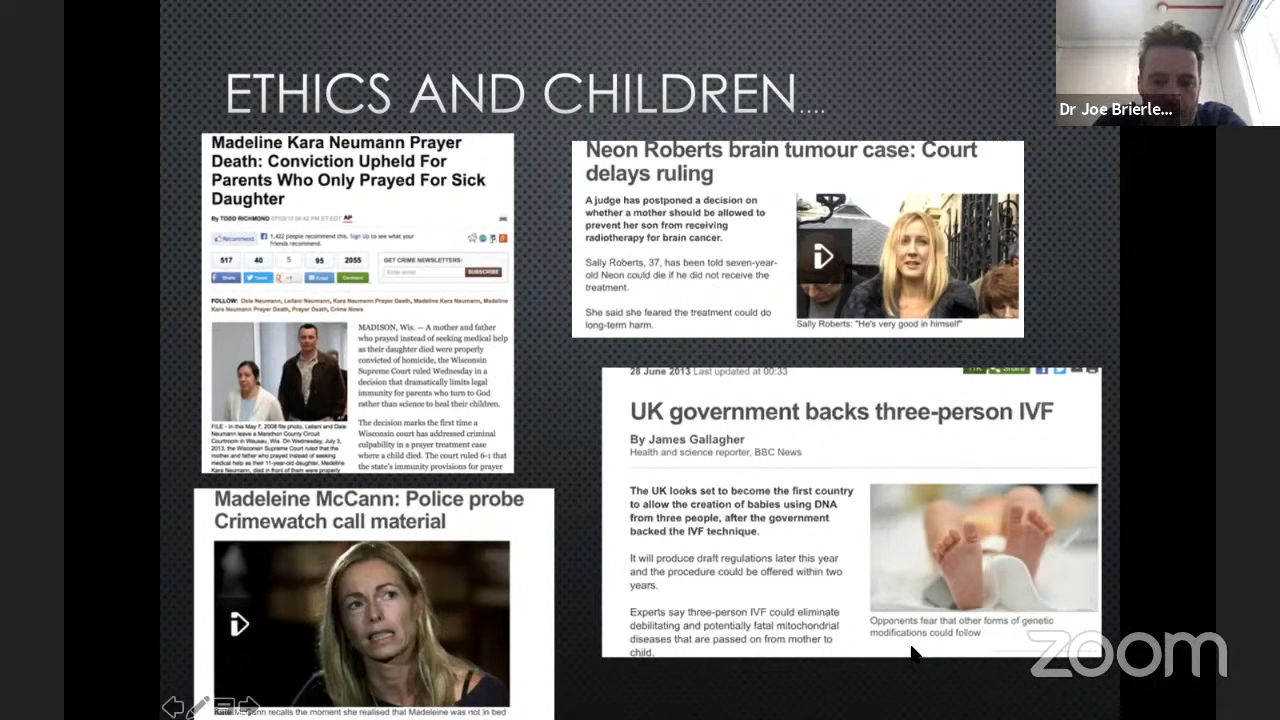 ETHICS AND CHILDREN....
Dr Joe Brierle...
Madeline Kara Neumann Prayer
Death: Conviction Upheld For
Parents Who Only Prayed For Sick
Daughter
By TODD RICHMOND 07/03/13 04:42 PM ET EDT AP
Recommend
1,422 people recommend this. Sign Up to see what your
friends recommend.
517 40 5 95 2055
Share Tweet +1 Email Comment
GET CRIME NEWSLETTERS:
Enter email SUBSCRIBE
FOLLOW: Dale Neumann, Leilani Neumann, Kara Neumann Prayer Death, Madeline Kara Neumann, Madeline
Kara Neumann Prayer Death, Prayer Death, Crime News
MADISON, Wis. — A mother and father
who prayed instead of seeking medical help
as their daughter died were properly
convicted of homicide, the Wisconsin
Supreme Court ruled Wednesday in a
decision that dramatically limits legal
immunity for parents who turn to God
rather than science to heal their children.
The decision marks the first time a
Wisconsin court has addressed criminal
culpability in a prayer treatment case
where a child died. The court ruled 6-1 that
the state's immunity provisions for prayer
FILE - In this May 7, 2008 file photo, Leilani and Dale
Neumann leave a Marathon County Circuit
Courtroom in Wausau, Wis. On Wednesday, July 3,
2013, the Wisconsin Supreme Court ruled that the
mother and father who prayed instead of seeking
medical help as their 11-year-old daughter, Madeline
Kara Neumann, died in front of them were properly
Neon Roberts brain tumour case: Court
delays ruling
A judge has postponed a decision on
whether a mother should be allowed to
prevent her son from receiving
radiotherapy for brain cancer.
Sally Roberts, 37, has been told seven-year-
old Neon could die if he did not receive the
treatment.
She said she feared the treatment could do
long-term harm.
Sally Roberts: "He's very good in himself"
28 June 2013 Last updated at 00:33
Share
UK government backs three-person IVF
By James Gallagher
Health and science reporter, BBC News
The UK looks set to become the first country
to allow the creation of babies using DNA
from three people, after the government
backed the IVF technique.
It will produce draft regulations later this year
and the procedure could be offered within two
years.
Experts say three-person IVF could eliminate
debilitating and potentially fatal mitochondrial
diseases that are passed on from mother to
child.
Opponents fear that other forms of genetic
modifications could follow
Madeleine McCann: Police probe
Crimewatch call material
recalls the moment she realised that Madeleine was not in bed
zoom